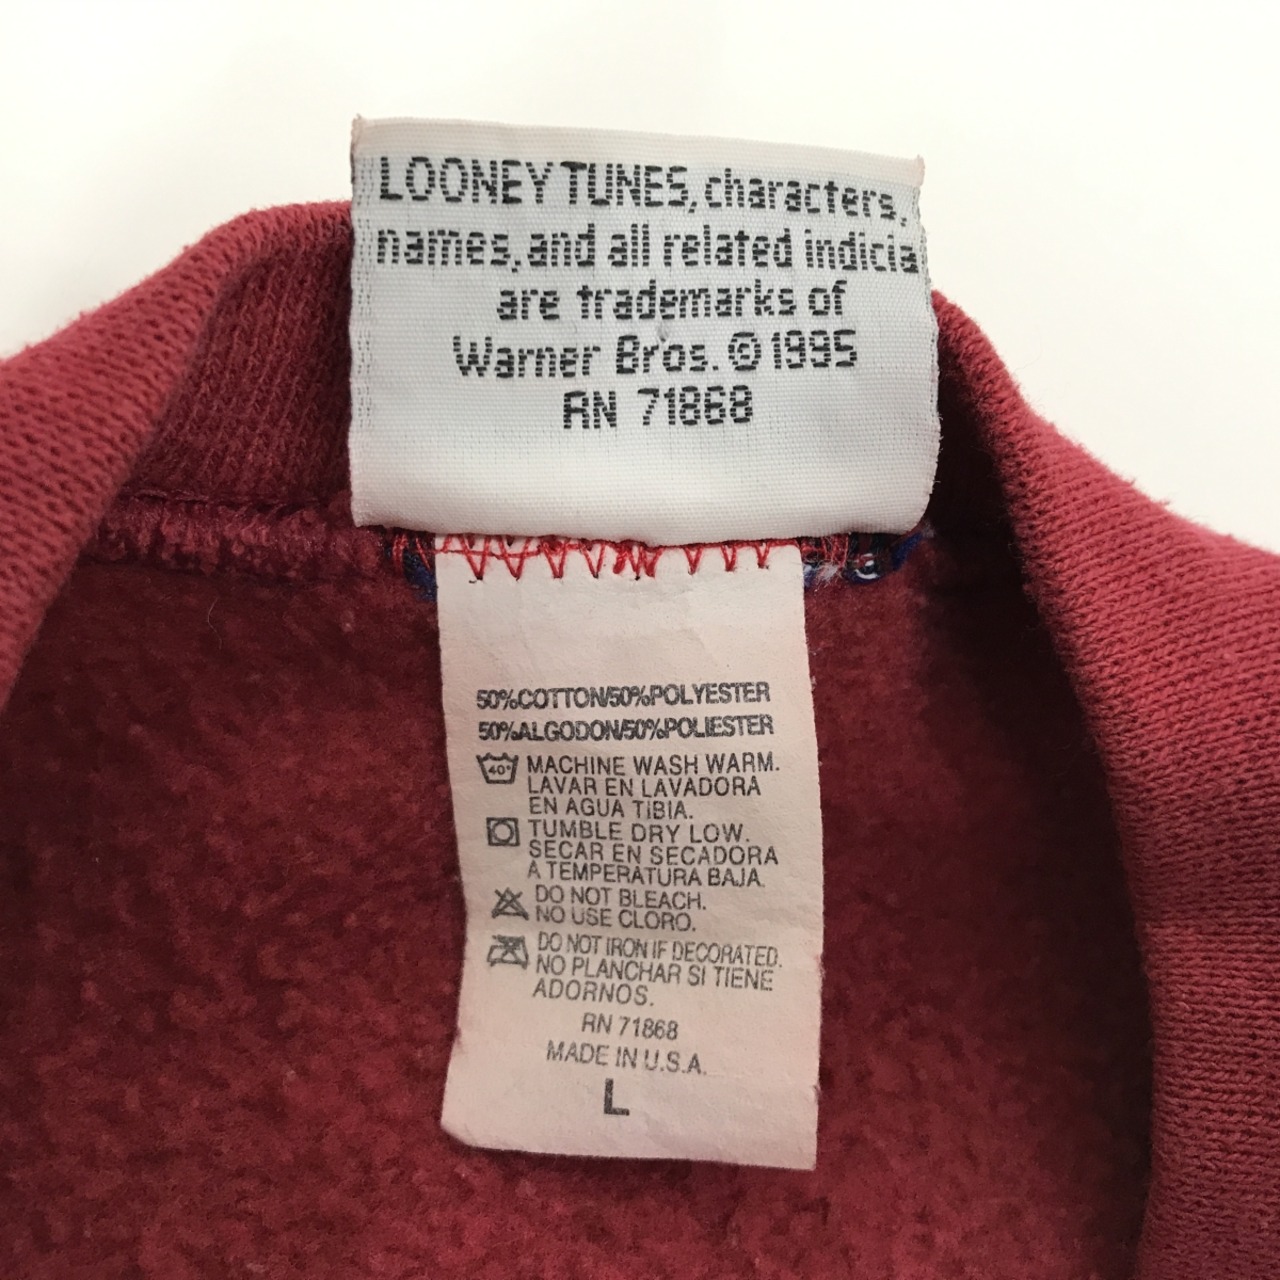 LOONEY TUNES, characters,
names, and all related indicia
are trademarks of
Warner Bros. © 1995
RN 71868
50%COTTON/50%POLYESTER
50%ALGODON/50%POLIESTER
40°
MACHINE WASH WARM.
LAVAR EN LAVADORA
EN AGUA TIBIA.
TUMBLE DRY LOW.
SECAR EN SECADORA
A TEMPERATURA BAJA.
DO NOT BLEACH.
NO USE CLORO.
DO NOT IRON IF DECORATED.
NO PLANCHAR SI TIENE
ADORNOS.
RN 71868
MADE IN U.S.A.
L